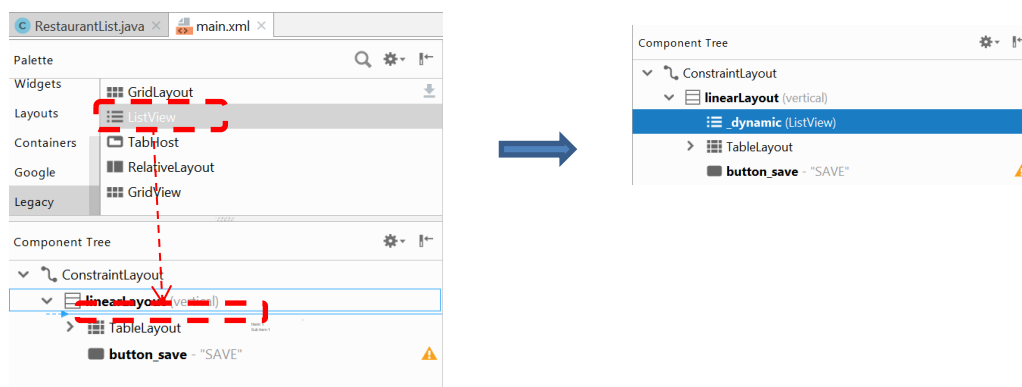 C RestaurantList.java × main.xml ×
Palette
Widgets
Layouts
Containers
Google
Legacy
GridLayout
ListView
TabHost
RelativeLayout
GridView
Component Tree
ConstraintLayout
linearLayout (vertical)
TableLayout
button_save - "SAVE"
Component Tree
ConstraintLayout
linearLayout (vertical)
_dynamic (ListView)
TableLayout
button_save - "SAVE"